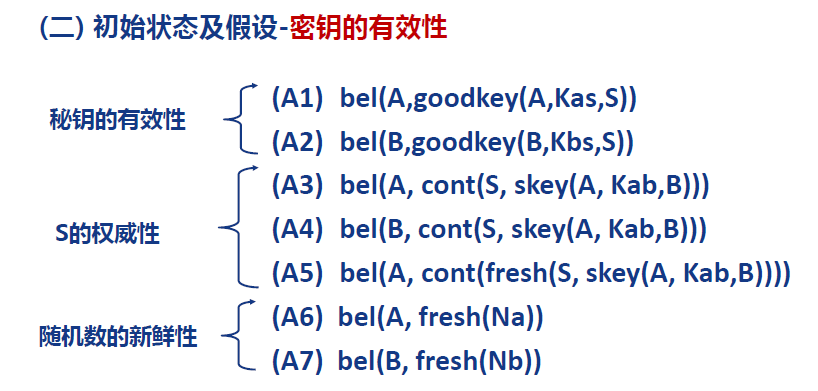 (二) 初始状态及假设-密钥的有效性
秘钥的有效性
(A1) bel(A,goodkey(A,Kas,S))
(A2) bel(B,goodkey(B,Kbs,S))
S的权威性
(A3) bel(A, cont(S, skey(A, Kab,B)))
(A4) bel(B, cont(S, skey(A, Kab,B)))
(A5) bel(A, cont(fresh(S, skey(A, Kab,B))))
随机数的新鲜性
(A6) bel(A, fresh(Na))
(A7) bel(B, fresh(Nb))